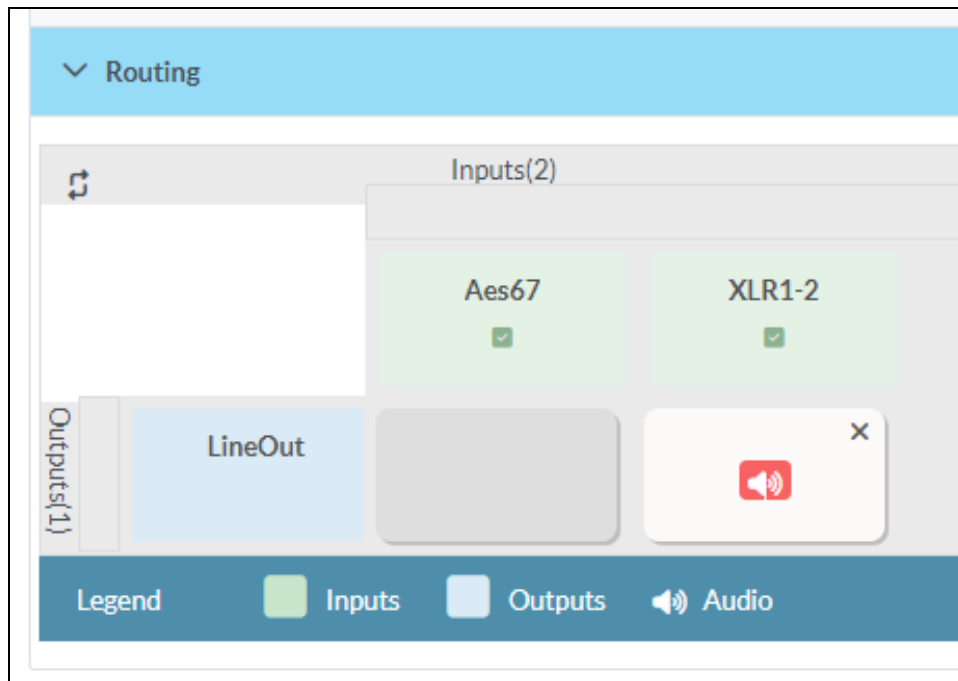 Routing
Inputs(2)
Aes67
XLR1-2
Outputs(1)
LineOut
Legend
Inputs
Outputs
Audio